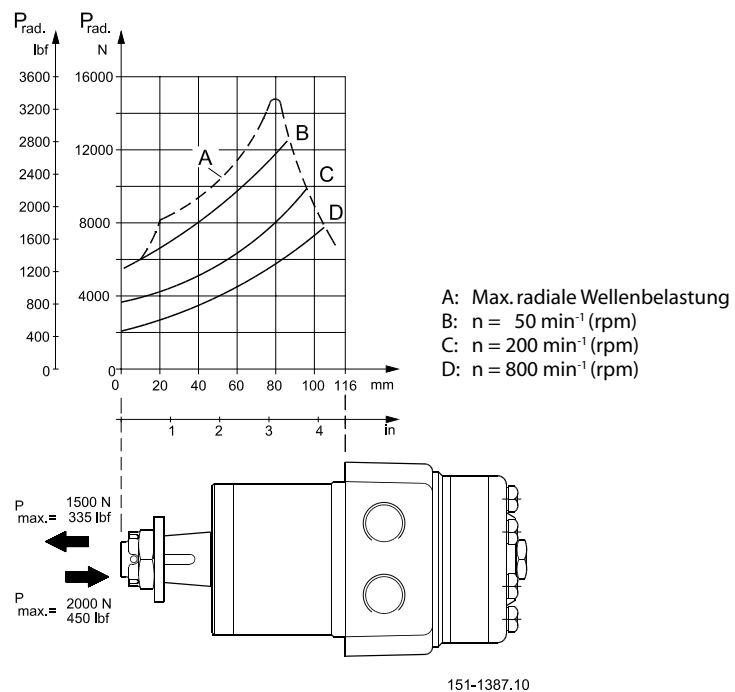 Prad. Prad.
lbf N
3600 16000
3200
2800 12000
2400
2000
1600 8000
1200
800 4000
400
0 0 20 40 60 80 100 116 mm
A
B
C
D
1 2 3 4 in
A: Max. radiale Wellenbelastung
B: n = 50 min⁻¹ (rpm)
C: n = 200 min⁻¹ (rpm)
D: n = 800 min⁻¹ (rpm)
P max.= 1500 N
335 lbf
P max.= 2000 N
450 lbf
151-1387.10